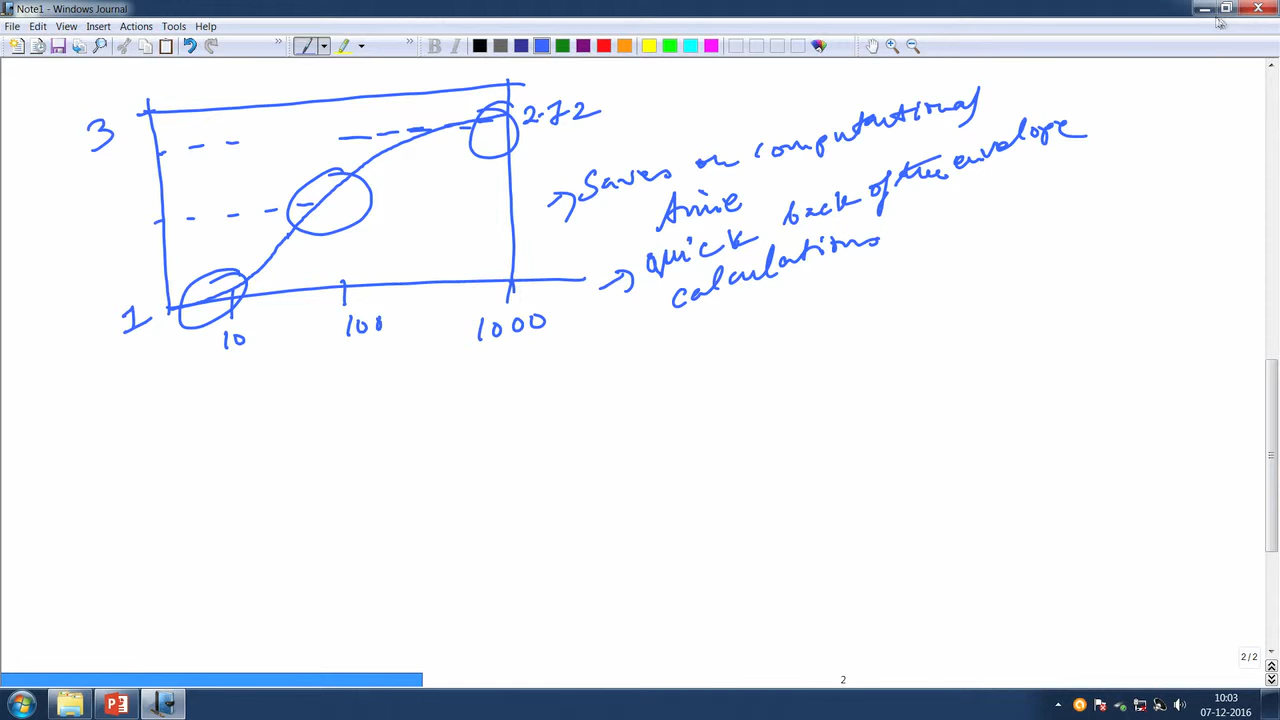 Note1 - Windows Journal
File Edit View Insert Actions Tools Help
3
2.72
1
10
100
1000
→ Saves on computational
time
→ quick back of the envelope
calculations
2/2
2
10:03
07-12-2016